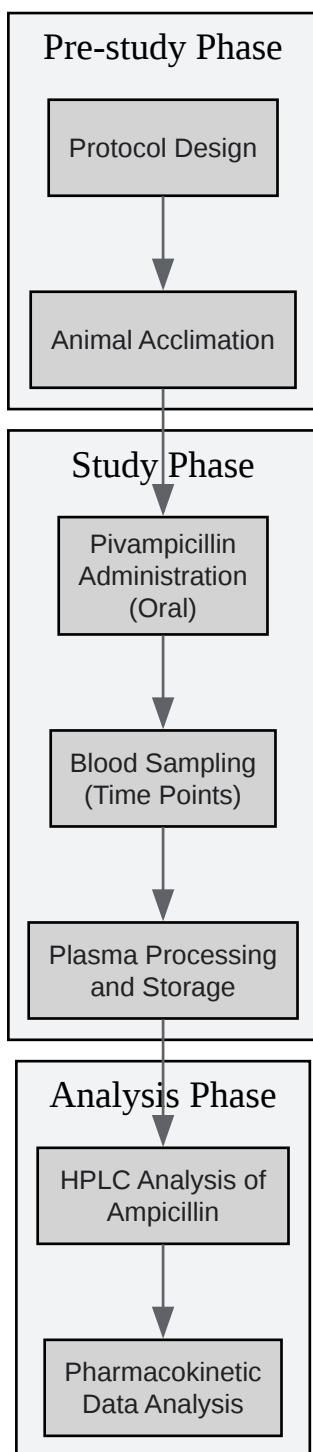 Pre-study Phase
Protocol Design
Animal Acclimation
Study Phase
Pivampicillin
Administration
(Oral)
Blood Sampling
(Time Points)
Plasma Processing
and Storage
Analysis Phase
HPLC Analysis of
Ampicillin
Pharmacokinetic
Data Analysis